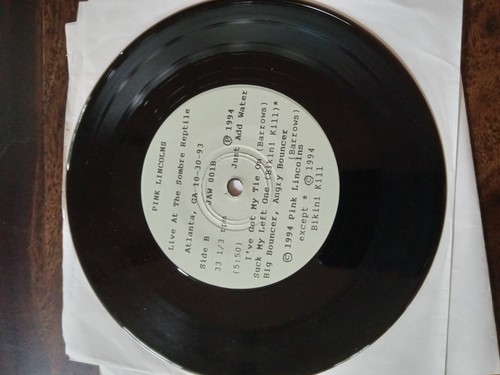 PINK LINCOLNS
Live At The Sombre Reptile
Atlanta, GA 10-30-93
Side B JAW 001B ℗ 1994
33 1/3 Just Add Water
(5:50)
I've Got My Tie On (Barrows)
Suck My Left One (Bikini Kill)*
Big Bouncer, Angry Bouncer
(Barrows)
© 1994 Pink Lincolns
except * © 1994
Bikini Kill